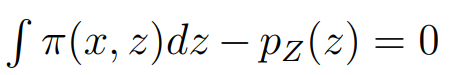 ∫ π(x, z)dz − p_Z(z) = 0